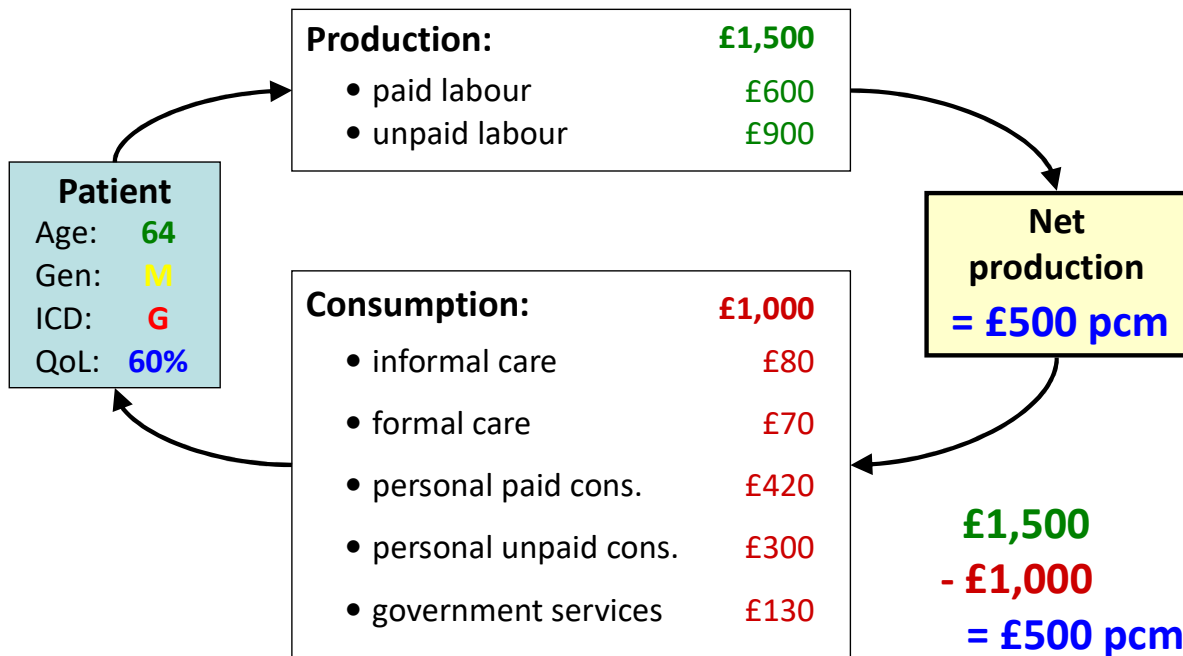 Production: £1,500
• paid labour £600
• unpaid labour £900
Patient
Age: 64
Gen: M
ICD: G
QoL: 60%
Net
production
= £500 pcm
Consumption: £1,000
• informal care £80
• formal care £70
• personal paid cons. £420
• personal unpaid cons. £300
• government services £130
£1,500
- £1,000
= £500 pcm